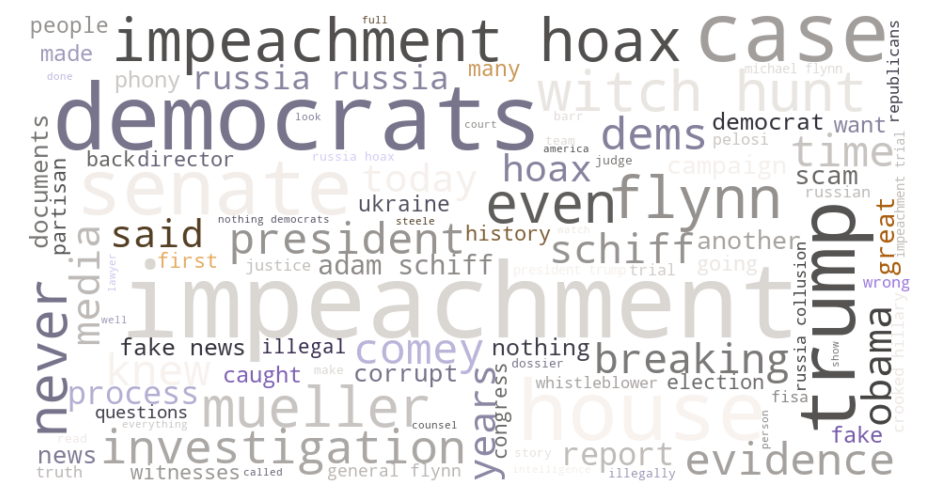 full
people
impeachment hoax
case
made
republicans
done
phony
russia russia
many
michael flynn
witch hunt
democrats
look
court
barr
team
america
dems
democrat
want
pelosi
documents
partisan
back
director
russia hoax
hoax
judge
campaign
time
scam
russian
impeachment trial
senate
today
ukraine
even
flynn
nothing democrats
steele
said
president
history
match
schiff
another
great
media
first
justice
adam schiff
president trump
trial
going
lawyer
impeachment
russia collusion
trump
wrong
never
well
fake news
illegal
comey
nothing
breaking
show
obama
crooked hillary
knew
caught
make
corrupt
dossier
process
years
congress
whistleblower
election
fisa
questions
mueller
house
everything
counsel
person
fake
read
news
investigation
story
report
evidence
truth
witnesses
called
general flynn
intelligence
illegally